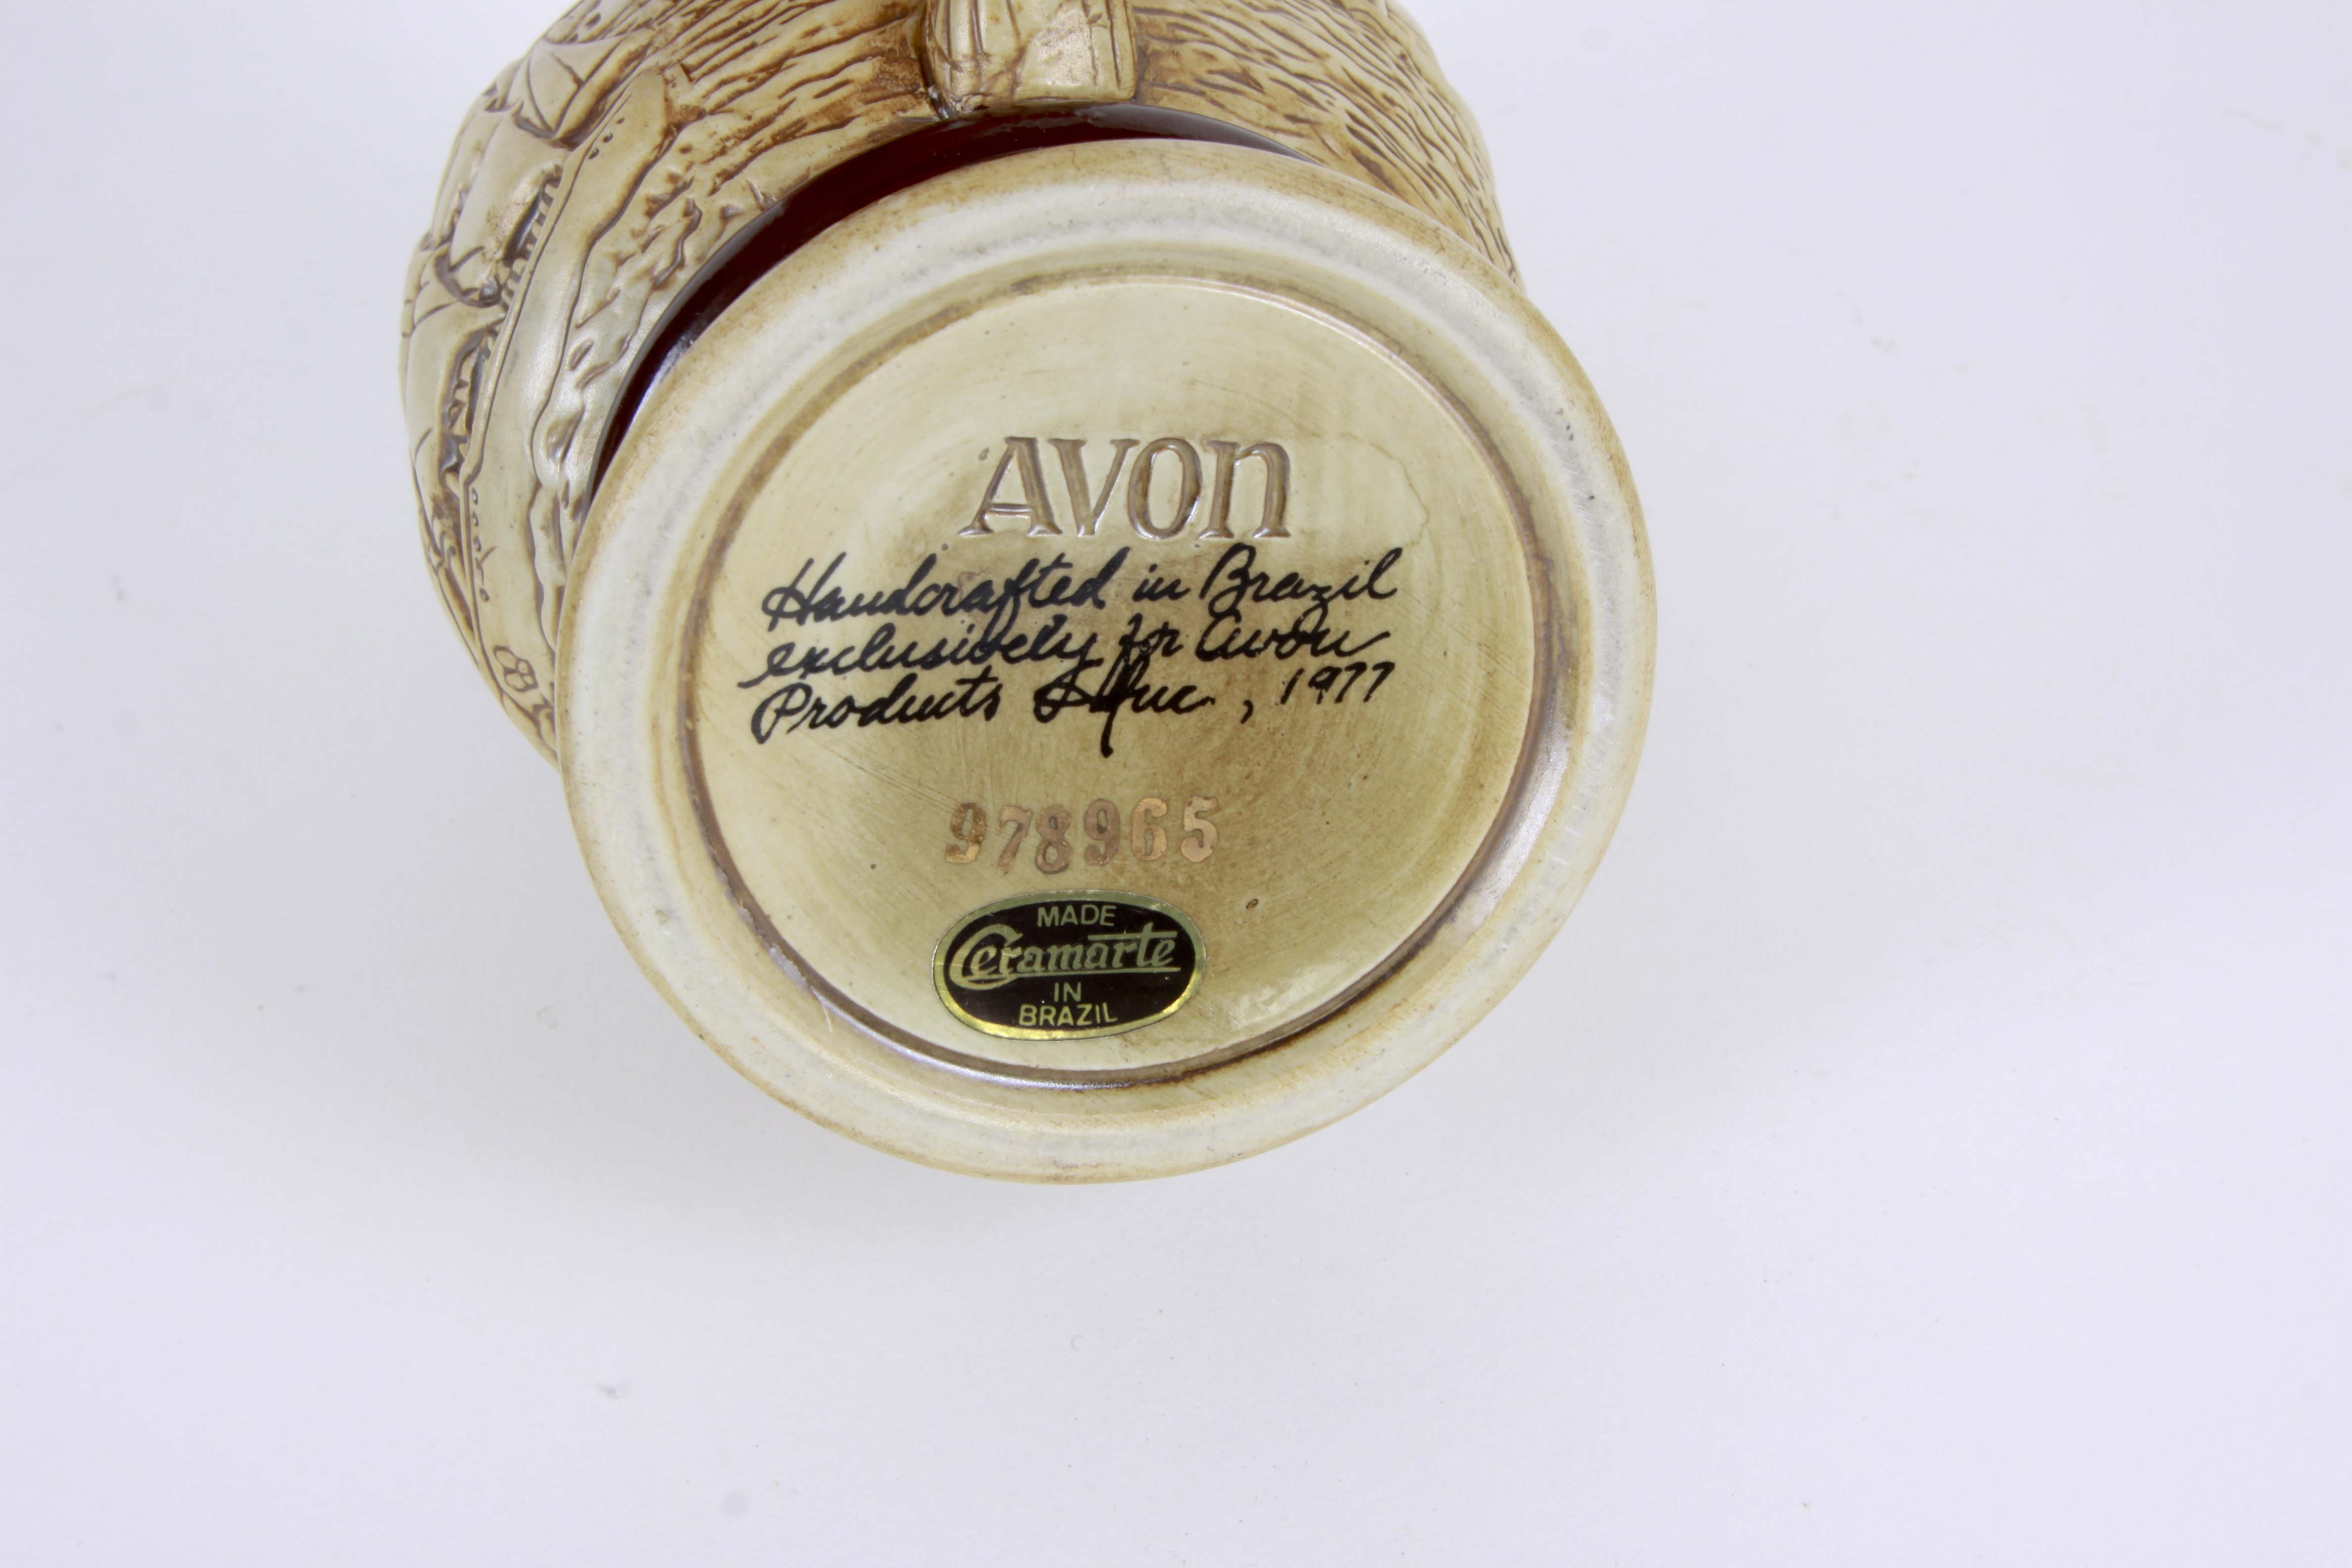 AVON
Handcrafted in Brazil
exclusively for Avon
Products Inc., 1977
978965
MADE
Ceramarte
IN
BRAZIL